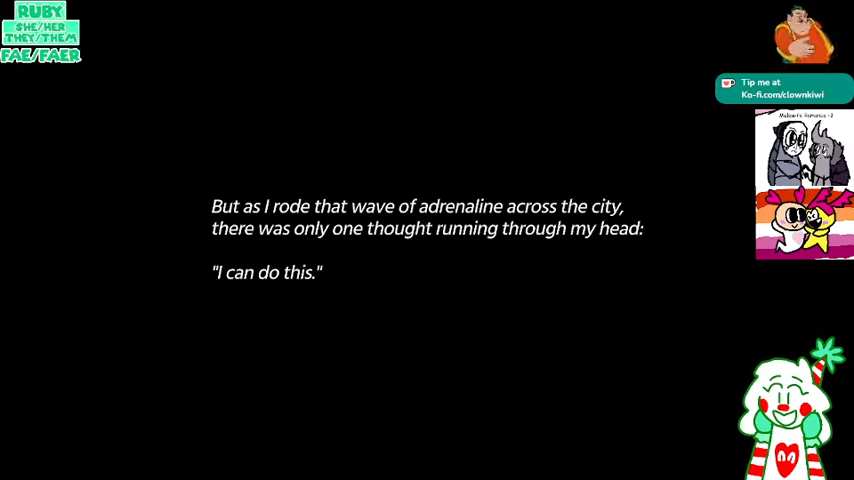 RUBY
SHE/HER
THEY/THEM
FAE/FAER
Tip me at
Ko-fi.com/clownkiwi
But as I rode that wave of adrenaline across the city,
there was only one thought running through my head:
"I can do this."